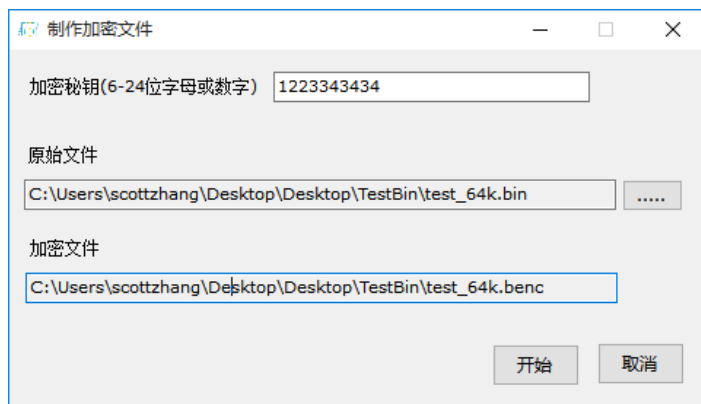 制作加密文件
加密秘钥(6-24位字母或数字) 1223343434
原始文件
C:\Users\scottzhang\Desktop\Desktop\TestBin\test_64k.bin .....
加密文件
C:\Users\scottzhang\Desktop\Desktop\TestBin\test_64k.benc
开始 取消